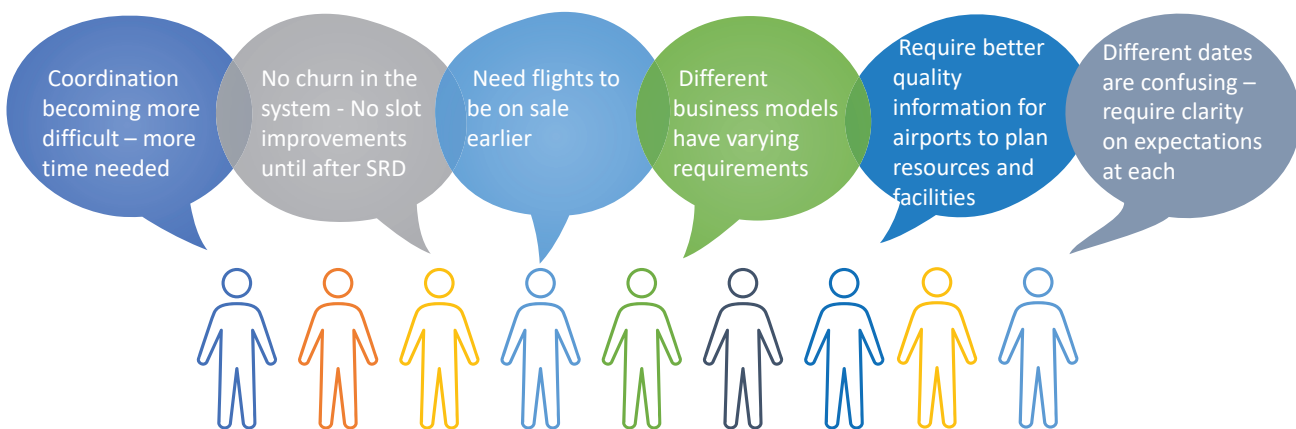 Coordination
becoming more
difficult – more
time needed
No churn in the
system - No slot
improvements
until after SRD
Need flights to
be on sale
earlier
Different
business models
have varying
requirements
Require better
quality
information for
airports to plan
resources and
facilities
Different dates
are confusing –
require clarity
on expectations
at each